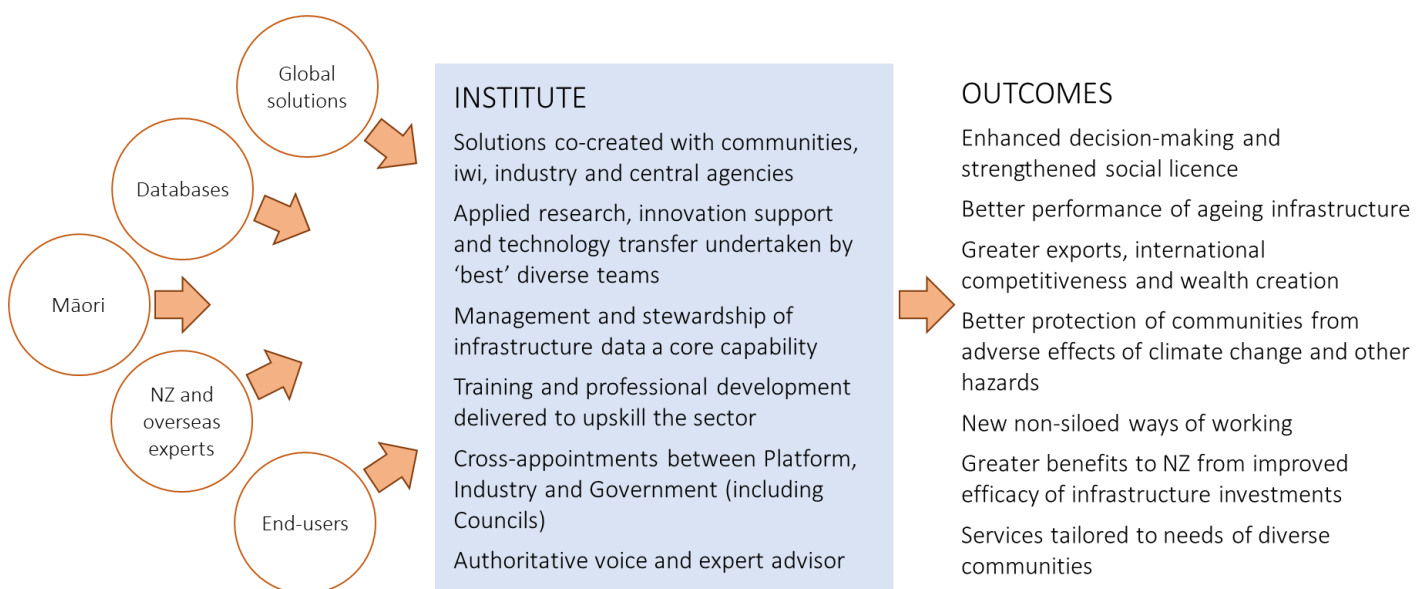 Global
solutions
Databases
Māori
NZ and
overseas
experts
End-users
INSTITUTE
Solutions co-created with communities,
iwi, industry and central agencies
Applied research, innovation support
and technology transfer undertaken by
‘best’ diverse teams
Management and stewardship of
infrastructure data a core capability
Training and professional development
delivered to upskill the sector
Cross-appointments between Platform,
Industry and Government (including
Councils)
Authoritative voice and expert advisor
OUTCOMES
Enhanced decision-making and
strengthened social licence
Better performance of ageing infrastructure
Greater exports, international
competitiveness and wealth creation
Better protection of communities from
adverse effects of climate change and other
hazards
New non-siloed ways of working
Greater benefits to NZ from improved
efficacy of infrastructure investments
Services tailored to needs of diverse
communities